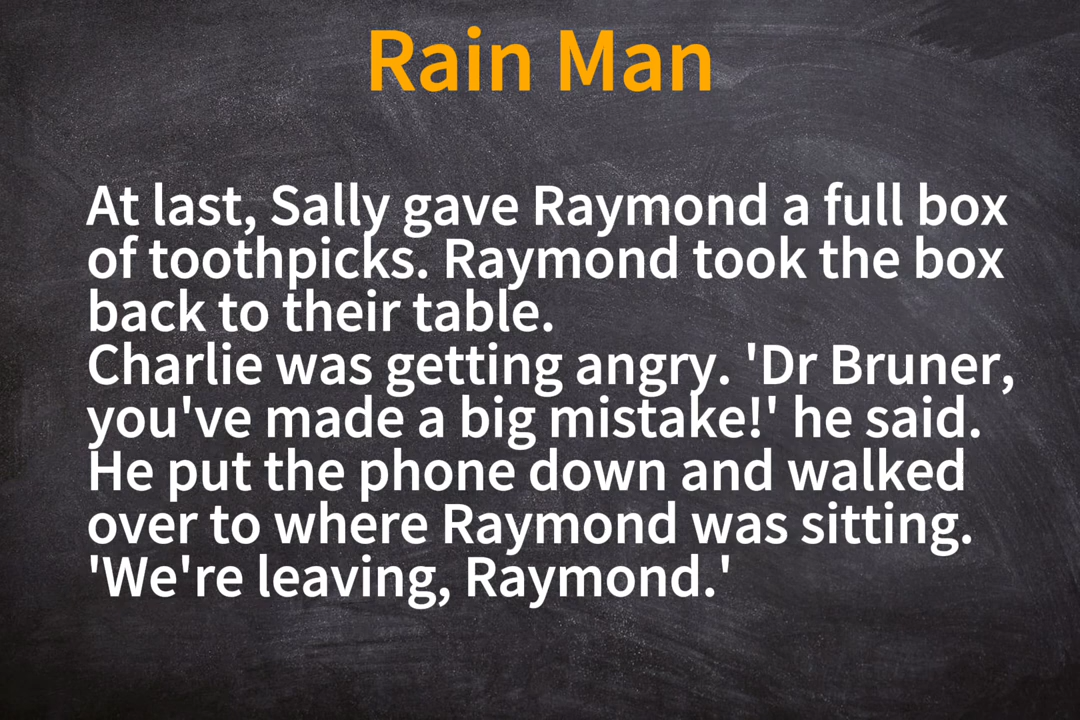 Rain Man
At last, Sally gave Raymond a full box
of toothpicks. Raymond took the box
back to their table.
Charlie was getting angry. 'Dr Bruner,
you've made a big mistake!' he said.
He put the phone down and walked
over to where Raymond was sitting.
'We're leaving, Raymond.'